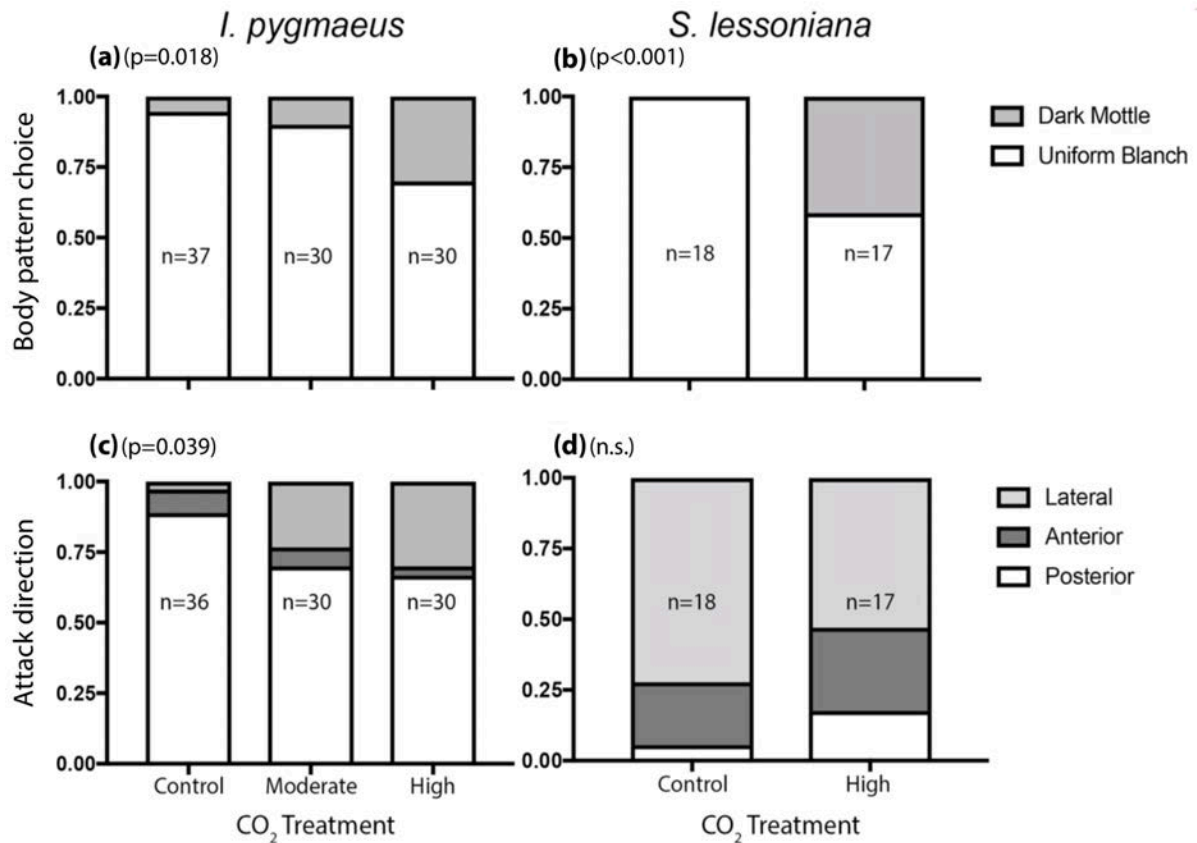 I. pygmaeus
S. lessoniana
(a) (p=0.018)
(b) (p<0.001)
Body pattern choice
1.00
0.75
0.50
0.25
0.00
n=37
n=30
n=30
1.00
0.75
0.50
0.25
0.00
n=18
n=17
Dark Mottle
Uniform Blanch
(c) (p=0.039)
(d) (n.s.)
Attack direction
1.00
0.75
0.50
0.25
0.00
n=36
n=30
n=30
Control
Moderate
High
CO₂ Treatment
1.00
0.75
0.50
0.25
0.00
n=18
n=17
Control
High
CO₂ Treatment
Lateral
Anterior
Posterior